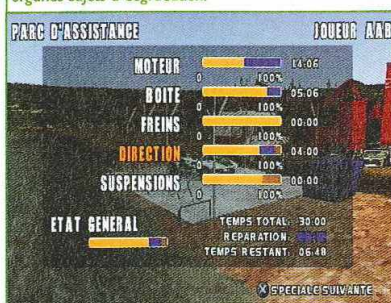 PARC D'ASSISTANCE JOUEUR AAB
MOTEUR 14:06
0 100%
BOITE 05:06
0 100%
FREINS 00:00
0 100%
DIRECTION 04:00
0 100%
SUSPENSIONS 00:00
0 100%
ETAT GENERAL
TEMPS TOTAL: 30:00
REPARATION:
TEMPS RESTANT: 06:48
X SPECIALE SUIVANTE